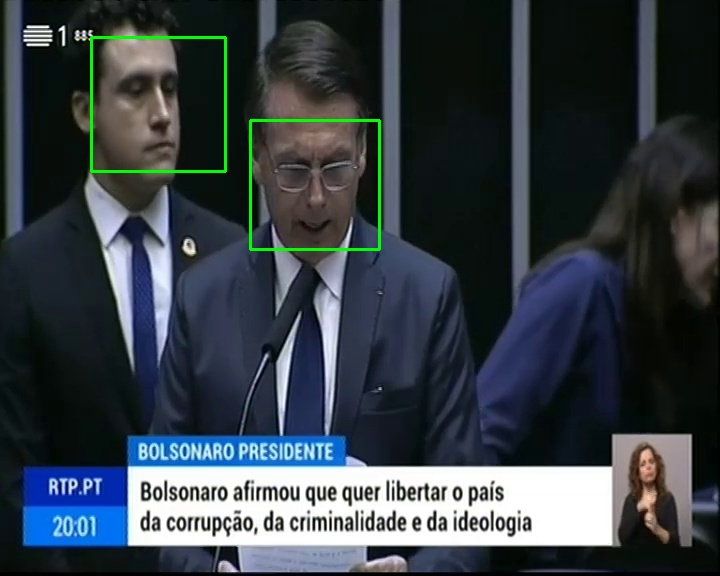 1 885
BOLSONARO PRESIDENTE
RTP.PT
Bolsonaro afirmou que quer libertar o país
20:01
da corrupção, da criminalidade e da ideologia